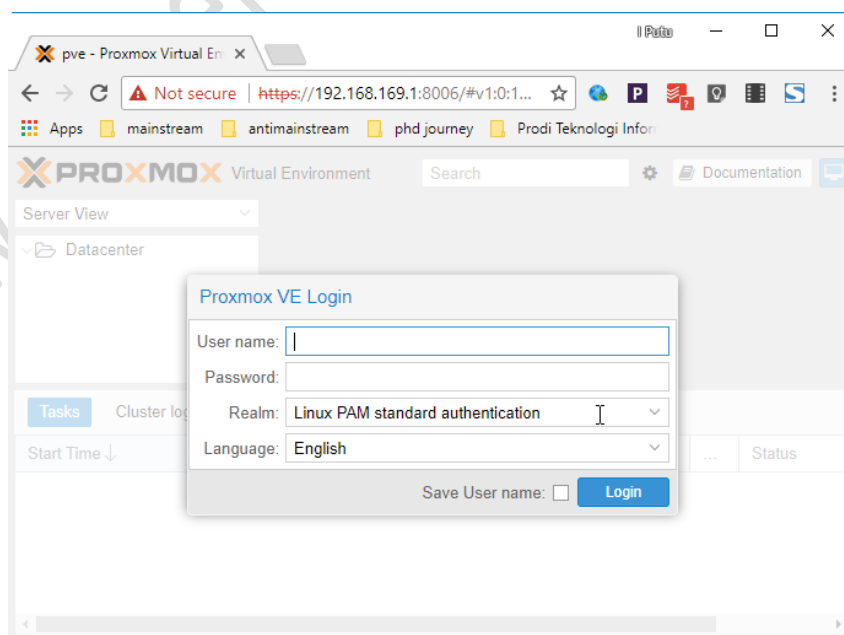 I Putu
pve - Proxmox Virtual En
Not secure | https://192.168.169.1:8006/#v1:0:1...
Apps mainstream antimainstream phd journey Prodi Teknologi Infor
PROXMOX Virtual Environment Search Documentation
Server View
Datacenter
Proxmox VE Login
User name:
Password:
Tasks Cluster log
Realm: Linux PAM standard authentication
Start Time ↓ ... Status
Language: English
Save User name: Login